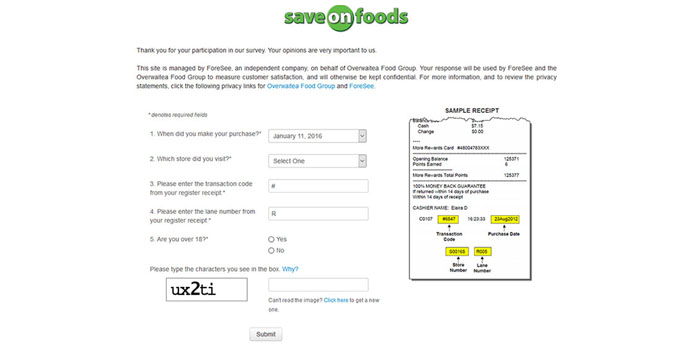 save on foods
Thank you for your participation in our survey. Your opinions are very important to us.
This site is managed by ForeSee, an independent company, on behalf of Overwaitea Food Group. Your response will be used by ForeSee and the
Overwaitea Food Group to measure customer satisfaction, and will otherwise be kept confidential. For more information, and to review the privacy
statements, click the following privacy links for Overwaitea Food Group and ForeSee.
* denotes required fields
1. When did you make your purchase?*
January 11, 2016
2. Which store did you visit?*
Select One
3. Please enter the transaction code
from your register receipt.*
#
4. Please enter the lane number from
your register receipt.*
R
5. Are you over 18?*
Yes
No
Please type the characters you see in the box. Why?
ux2ti
Can't read the image? Click here to get a new
one.
Submit
SAMPLE RECEIPT
Cash $7.15
Change $0.00
More Rewards Card #48004783XXX
Opening Balance 125371
Points Earned 6
More Rewards Total Points 125377
100% MONEY BACK GUARANTEE
If returned within 14 days of purchase
Within 14 days of receipt
CASHIER NAME: Elaira D
C0107 #6047 16:23:33 23Aug2012
Transaction
Code
Purchase Date
S00105 R005
Store
Number
Lane
Number